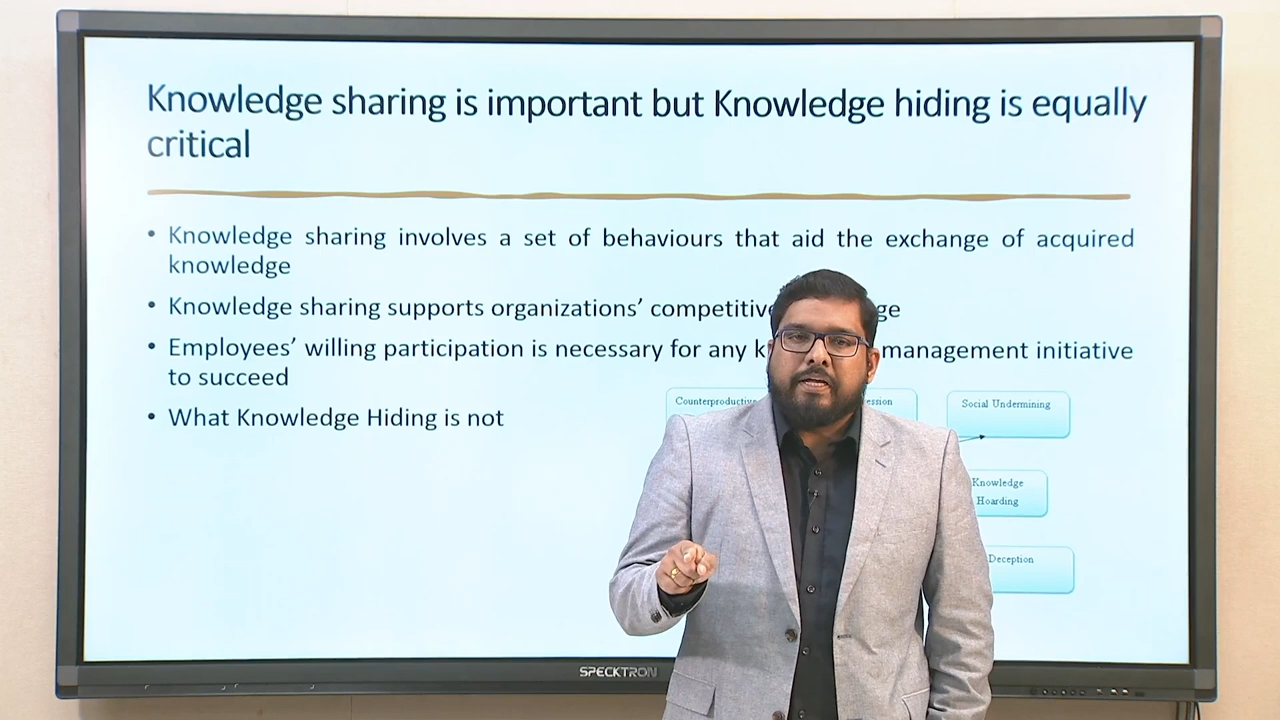 Knowledge sharing is important but Knowledge hiding is equally
critical
• Knowledge sharing involves a set of behaviours that aid the exchange of acquired
knowledge
• Knowledge sharing supports organizations’ competitive
• Employees’ willing participation is necessary for any management initiative
to succeed
• What Knowledge Hiding is not
Counterproductive
Social Undermining
Knowledge
Hoarding
Deception
SPECKTRON